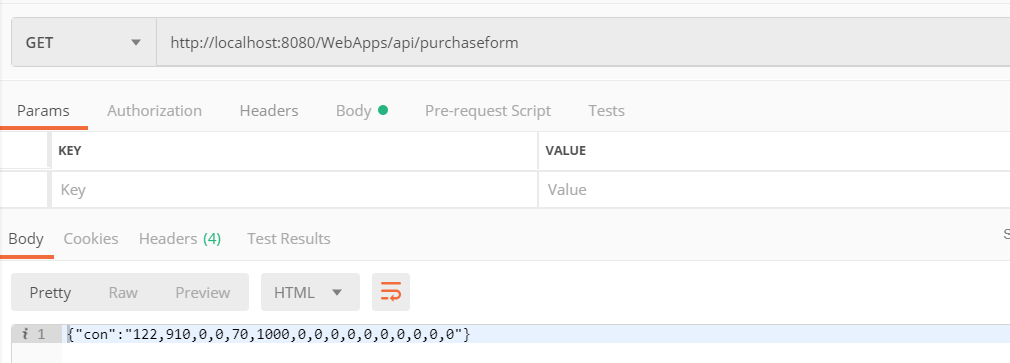 GET http://localhost:8080/WebApps/api/purchaseform
Params Authorization Headers Body Pre-request Script Tests
KEY VALUE
Key Value
Body Cookies Headers (4) Test Results S
Pretty Raw Preview HTML
i 1 {"con":"122,910,0,0,70,1000,0,0,0,0,0,0,0,0,0,0"}